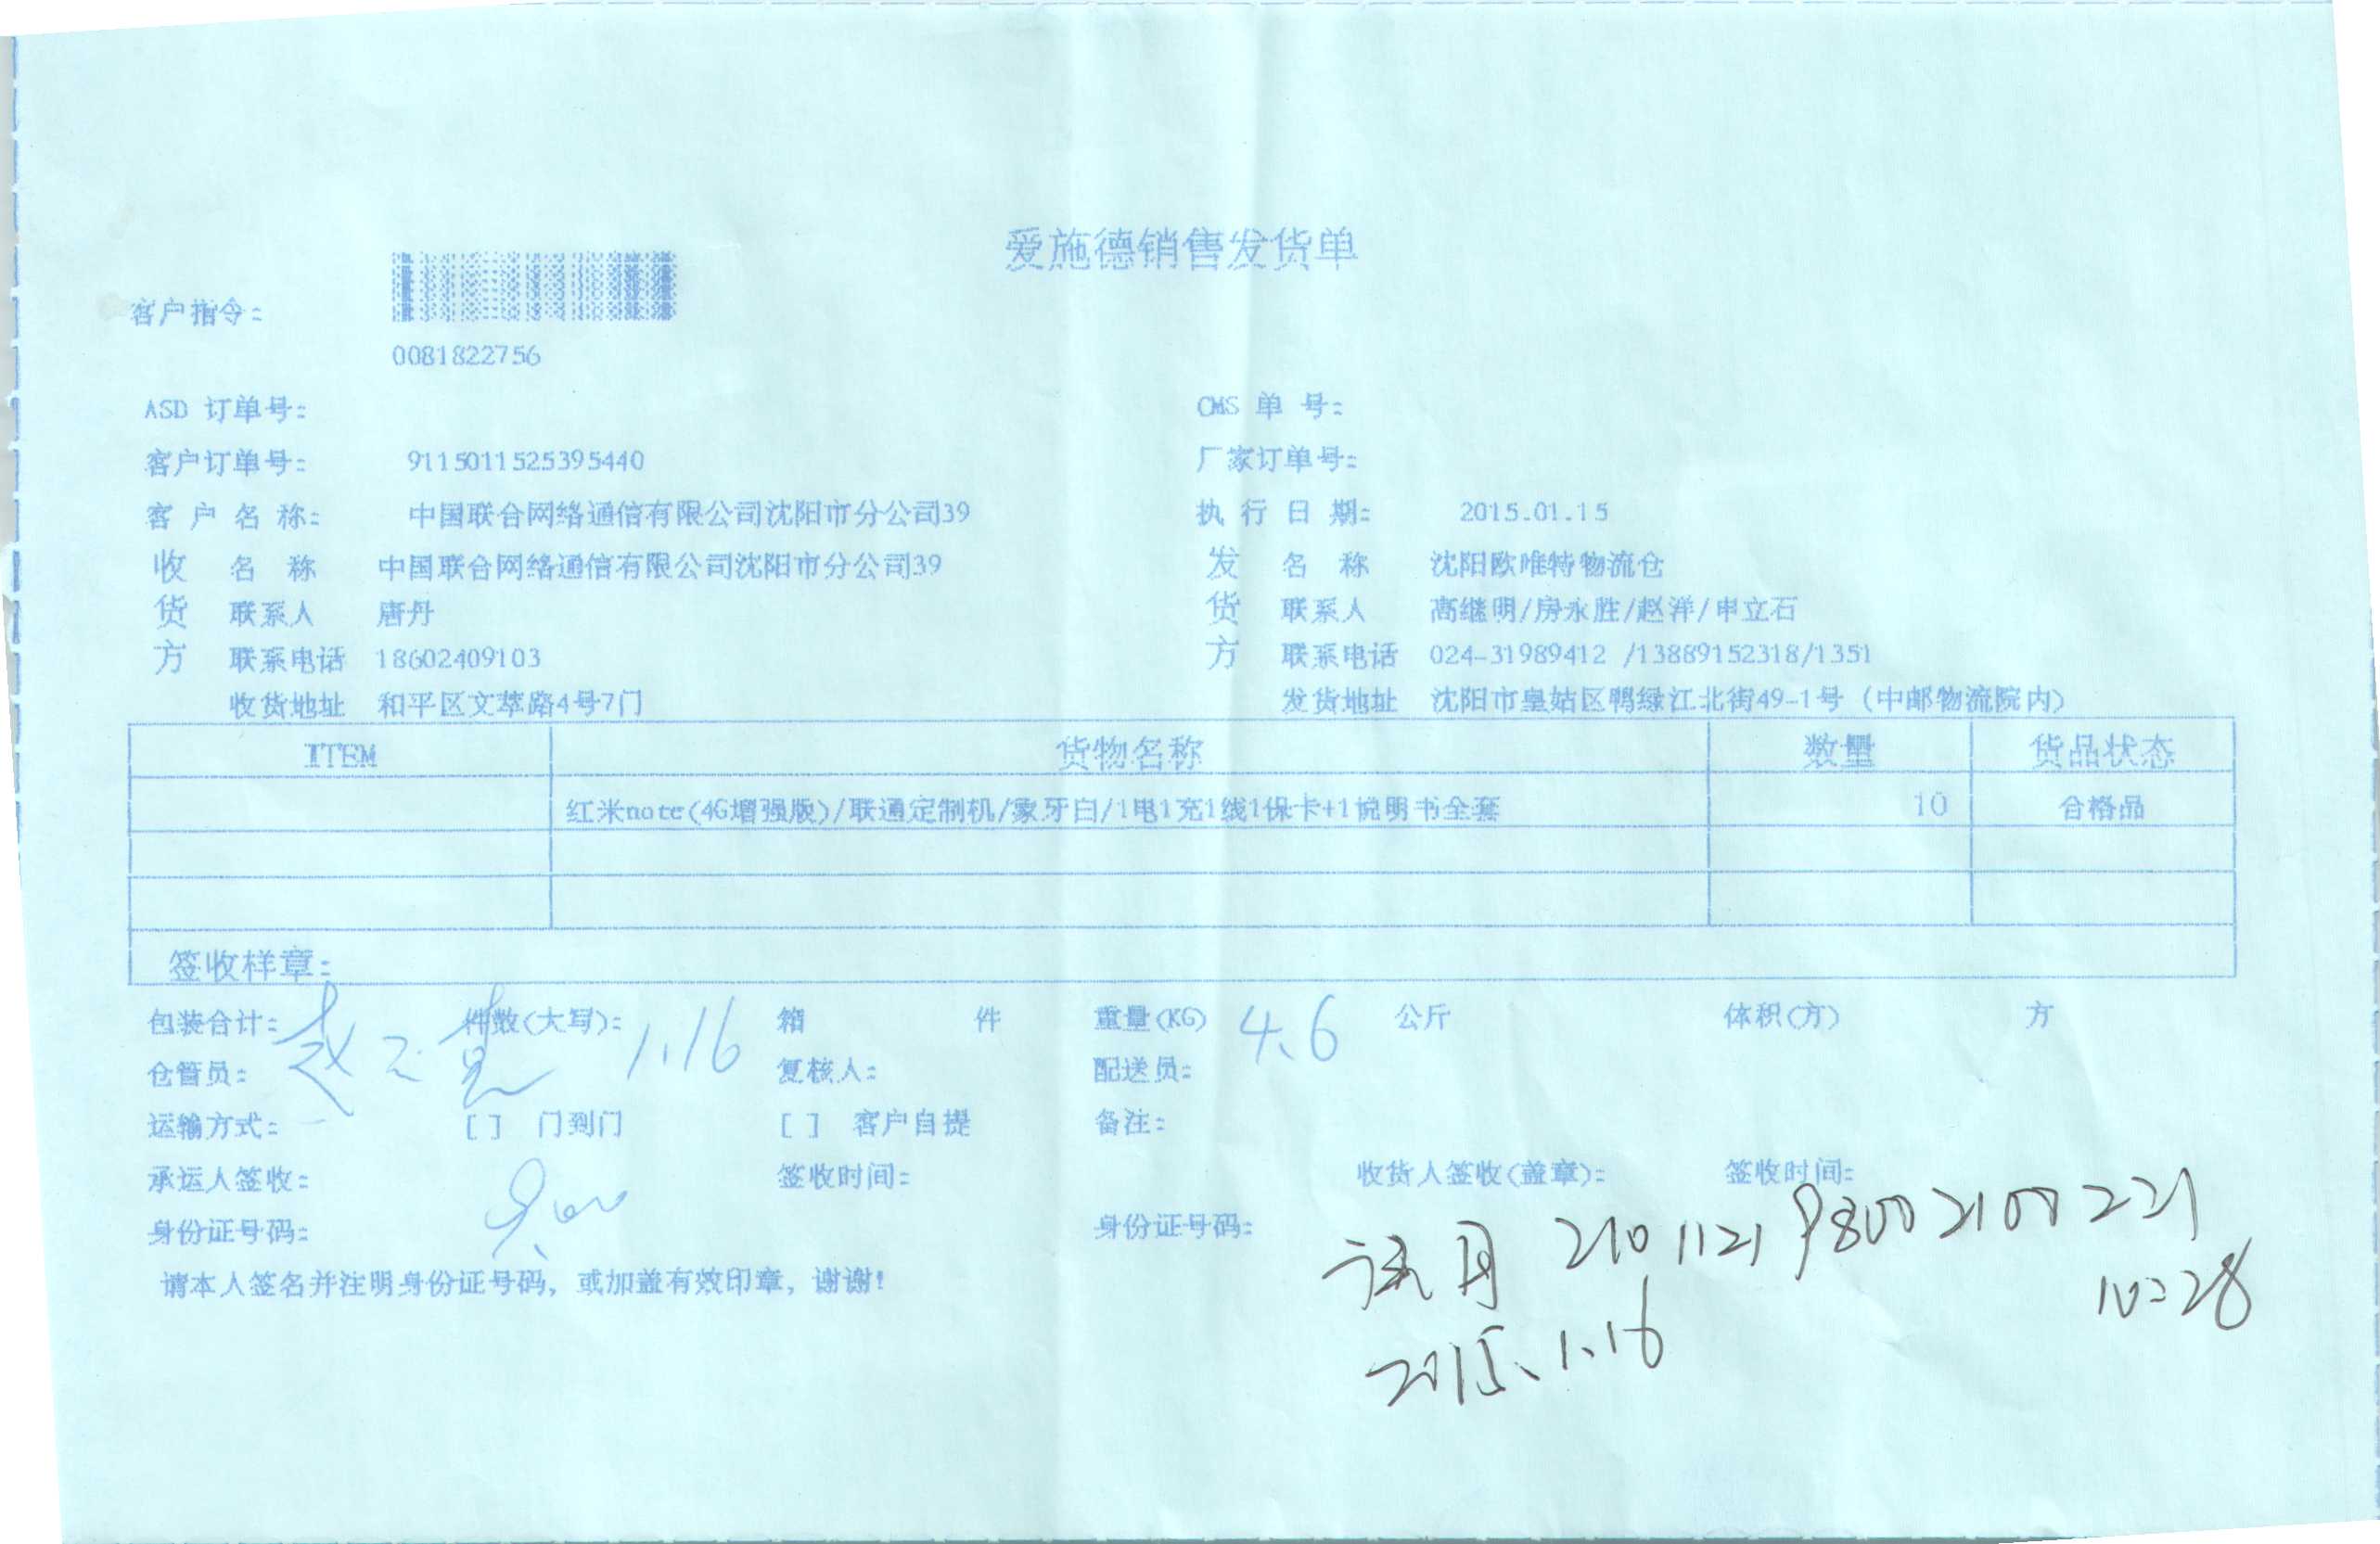 爱施德销售发货单
客户指令:
0081822756
ASD 订单号: CMS 单 号:
客户订单号: 9115011525395440 厂家订单号:
客 户 名 称: 中国联合网络通信有限公司沈阳市分公司39 执 行 日 期: 2015.01.15
收 名 称 中国联合网络通信有限公司沈阳市分公司39 发 名 称 沈阳欧唯特物流仓
货 联系人 唐丹 货 联系人 高继明/房永胜/赵洋/申立石
方 联系电话 18602409103 方 联系电话 024-31989412 /13889152318/1351
收货地址 和平区文萃路4号7门 发货地址 沈阳市皇姑区鸭绿江北街49-1号 (中邮物流院内)
ITEM 货物名称 数量 货品状态
红米note(4G增强版)/联通定制机/象牙白/1电1充1线1保卡+1说明书全套 10 合格品
签收样章:
包装合计: 件数(大写): 1.16 箱 件 重量(KG) 4.6 公斤 体积(方) 方
仓管员: 复核人: 配送员:
运输方式: [ ] 门到门 [ ] 客户自提 备注:
承运人签收: 签收时间: 收货人签收(盖章): 签收时间:
身份证号码: 身份证号码:
10:28
请本人签名并注明身份证号码, 或加盖有效印章, 谢谢!
2015.1.16